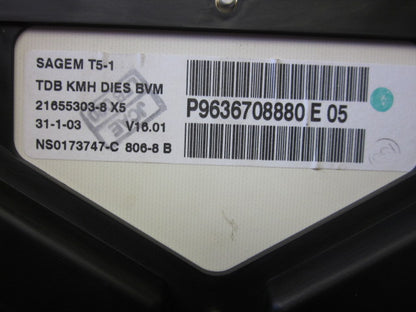 SAGEM T5-1
TDB KMH DIES BVM
21655303-8 X5
31-1-03 V16.01
NS0173747-C 806-8 B
P9636708880 E 05